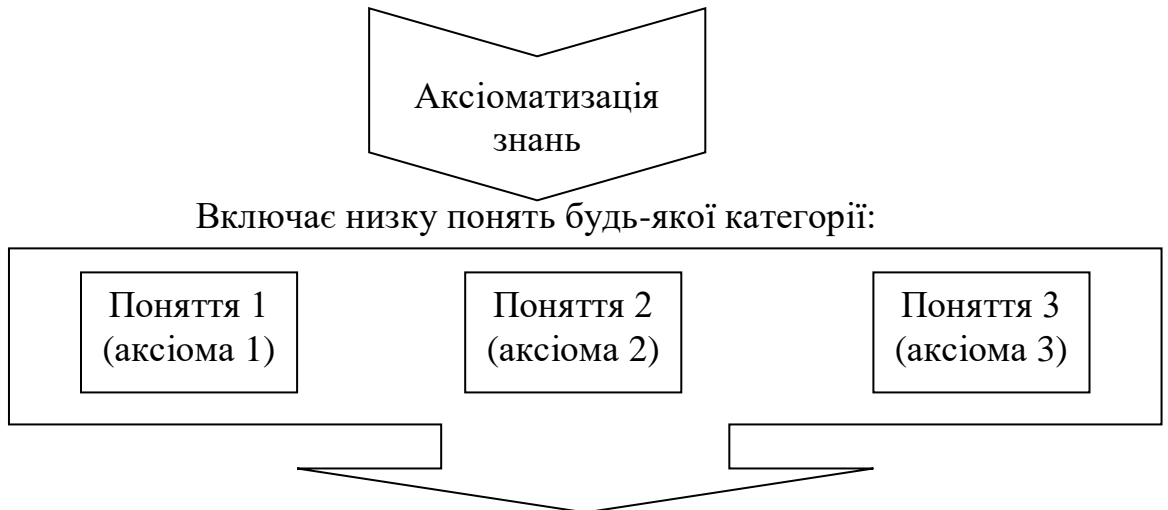 Аксіоматизація
знань
Включає низку понять будь-якої категорії:
Поняття 1
(аксіома 1)
Поняття 2
(аксіома 2)
Поняття 3
(аксіома 3)